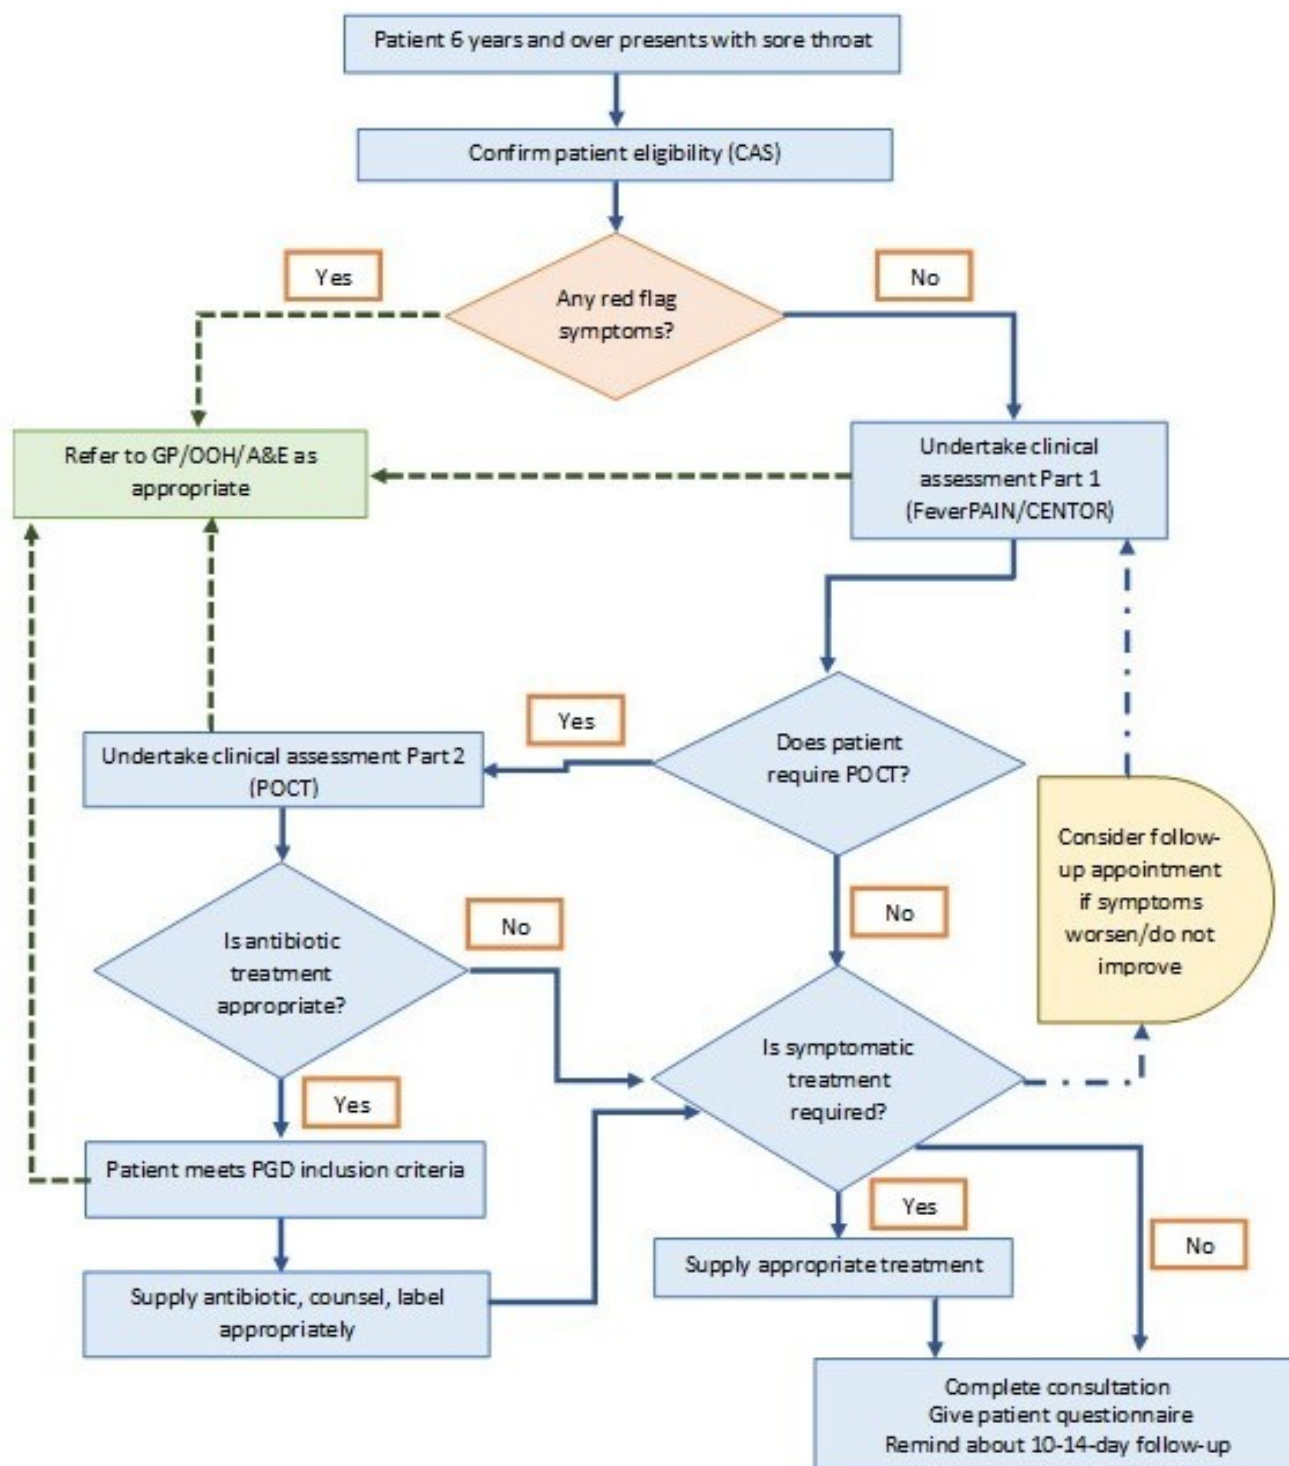 Patient 6 years and over presents with sore throat
Confirm patient eligibility (CAS)
Yes
No
Any red flag
symptoms?
Refer to GP/OOH/A&E as
appropriate
Undertake clinical
assessment Part 1
(FeverPAIN/CENTOR)
Yes
Undertake clinical assessment Part 2
(POCT)
Does patient
require POCT?
Consider follow-
up appointment
if symptoms
worsen/do not
improve
No
No
Is antibiotic
treatment
appropriate?
Is symptomatic
treatment
required?
Yes
Patient meets PGD inclusion criteria
Yes
No
Supply appropriate treatment
Supply antibiotic, counsel, label
appropriately
Complete consultation
Give patient questionnaire
Remind about 10-14-day follow-up